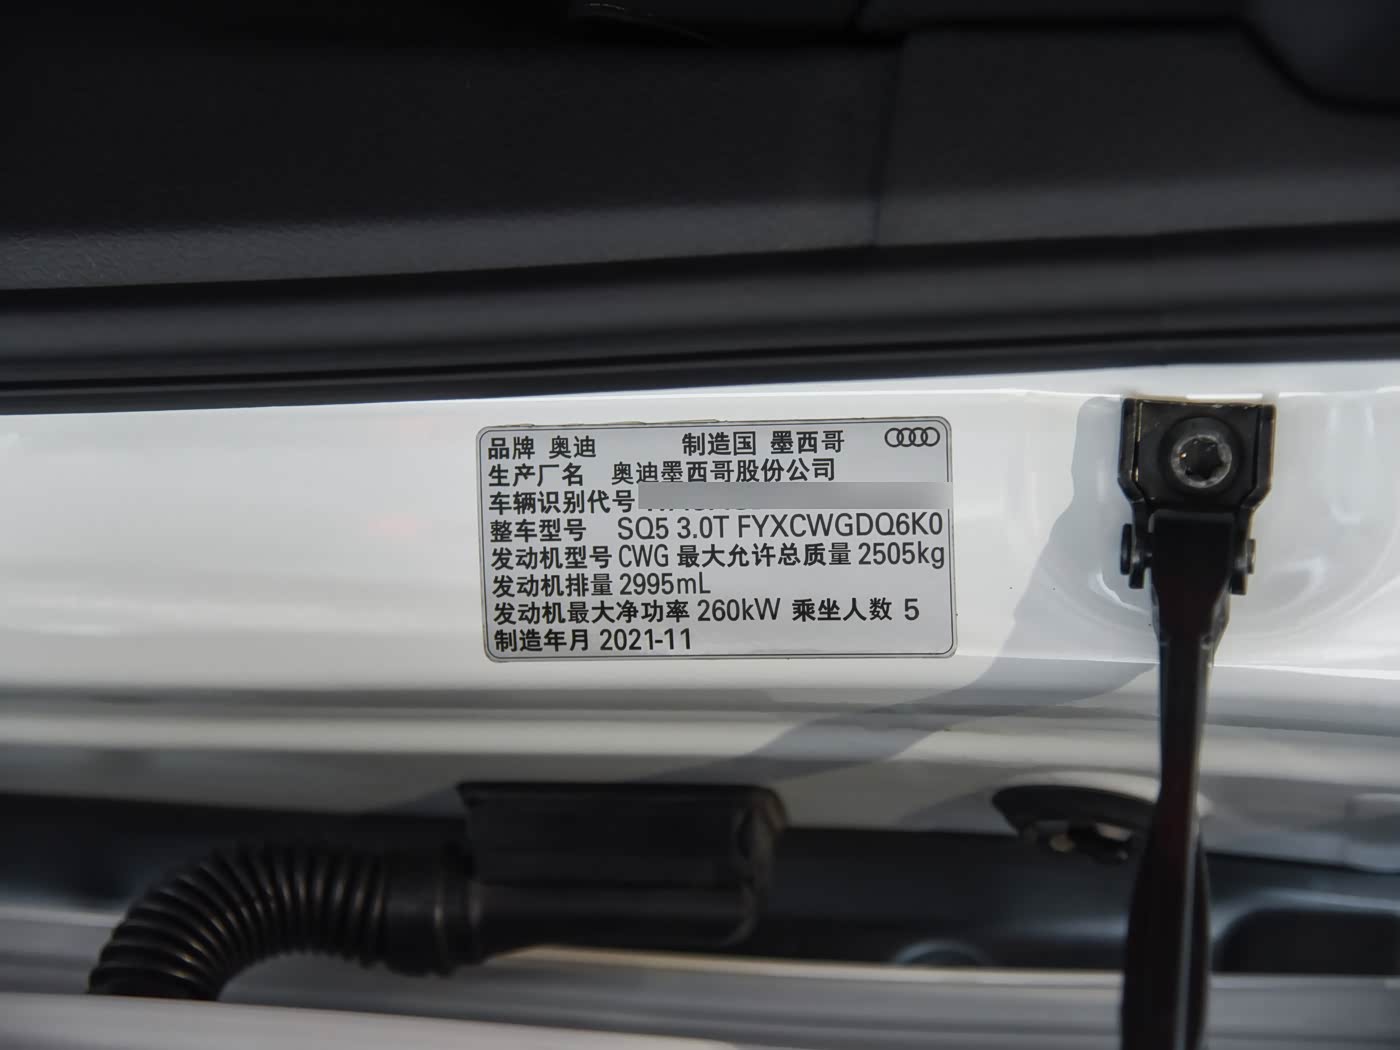 品牌 奥迪 制造国 墨西哥
生产厂名 奥迪墨西哥股份公司
车辆识别代号
整车型号 SQ5 3.0T FYXCWGDQ6K0
发动机型号 CWG 最大允许总质量 2505kg
发动机排量 2995mL
发动机最大净功率 260kW 乘坐人数 5
制造年月 2021-11